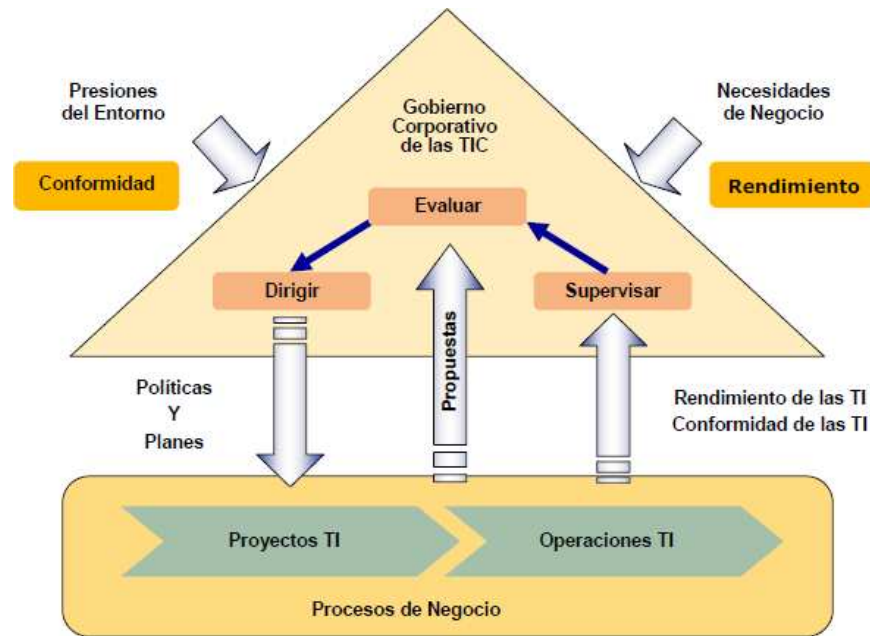 Presiones
del Entorno
Necesidades
de Negocio
Gobierno
Corporativo
de las TIC
Conformidad
Rendimiento
Evaluar
Dirigir
Supervisar
Propuestas
Políticas
Y
Planes
Rendimiento de las TI
Conformidad de las TI
Proyectos TI
Operaciones TI
Procesos de Negocio